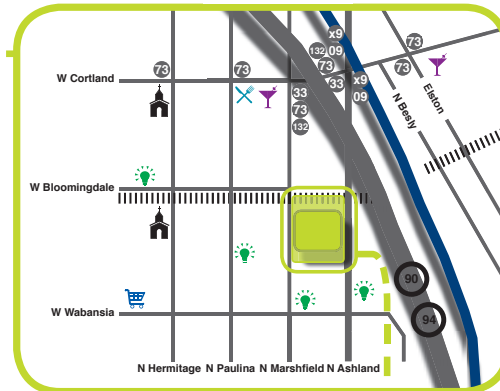 x9
73
132 09
73
73
W Cortland
73
73
33
33
x9
73
09
132
N Besly
Elston
W Bloomingdale
90
W Wabansia
94
N Hermitage N Paulina N Marshfield N Ashland